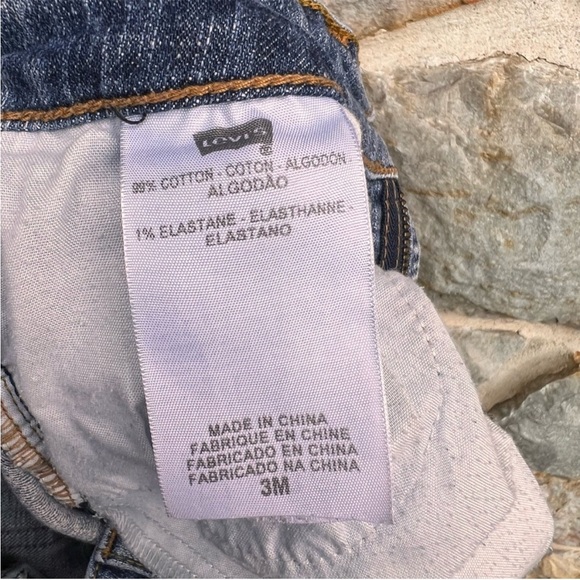 Levi's
®
99% COTTON - COTON - ALGODÓN
ALGODÃO
1% ELASTANE - ELASTHANNE -
ELASTANO
MADE IN CHINA
FABRIQUE EN CHINE
FABRICADO EN CHINA
FABRICADO NA CHINA
3M